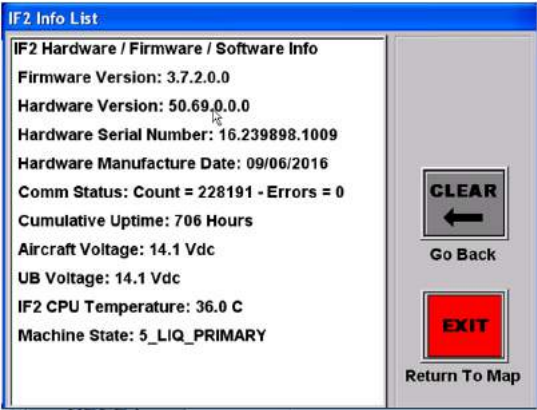 IF2 Info List
IF2 Hardware / Firmware / Software Info
Firmware Version: 3.7.2.0.0
Hardware Version: 50.69.0.0.0
Hardware Serial Number: 16.239898.1009
Hardware Manufacture Date: 09/06/2016
Comm Status: Count = 228191 - Errors = 0
Cumulative Uptime: 706 Hours
Aircraft Voltage: 14.1 Vdc
UB Voltage: 14.1 Vdc
IF2 CPU Temperature: 36.0 C
Machine State: 5_LIQ_PRIMARY
CLEAR
Go Back
EXIT
Return To Map